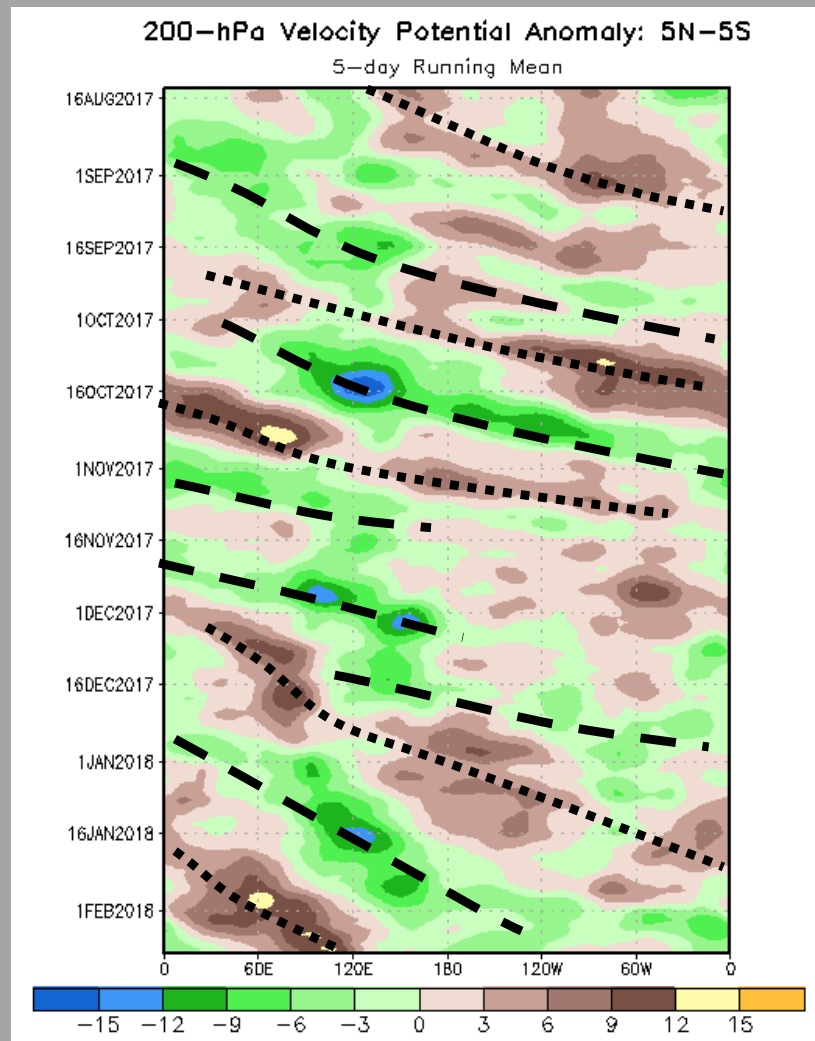 200-hPa Velocity Potential Anomaly: 5N-5S
5-day Running Mean
16AUG2017
1SEP2017
16SEP2017
1OCT2017
16OCT2017
1NOV2017
16NOV2017
1DEC2017
16DEC2017
1JAN2018
16JAN2018
1FEB2018
0 60E 120E 180 120W 60W 0
-15 -12 -9 -6 -3 0 3 6 9 12 15